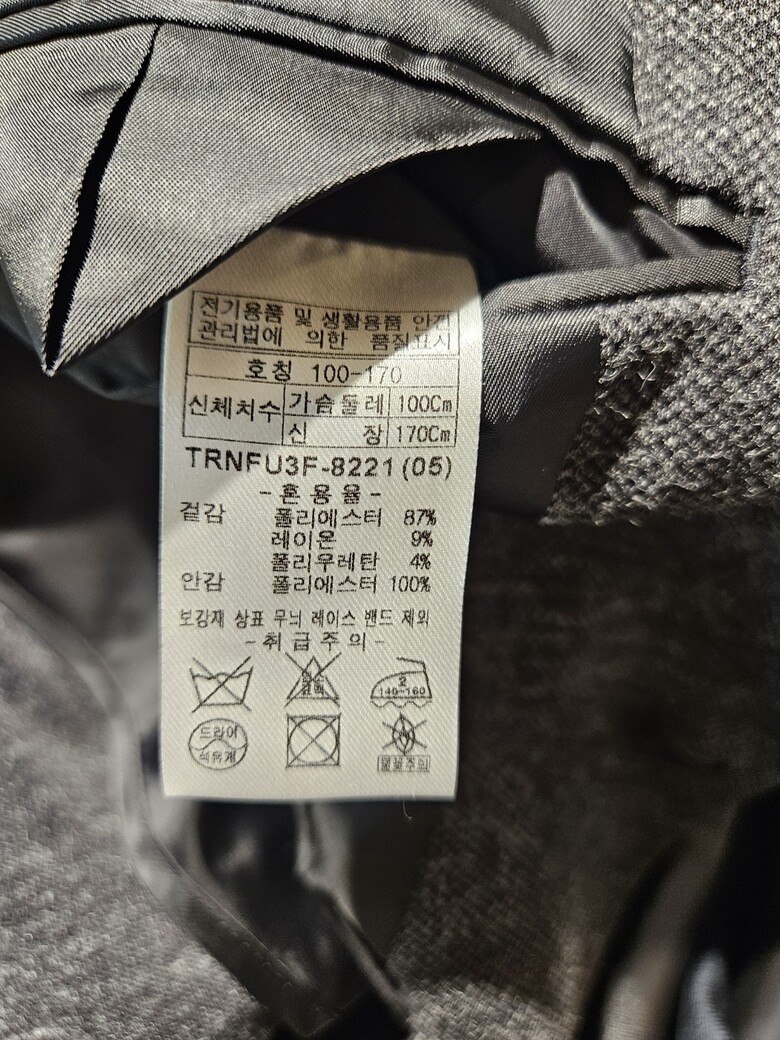 전기용품 및 생활용품 안전
관리법에 의한 품질표시
호칭 100-170
신체치수 가슴둘레 100Cm
신 장 170Cm
TRNFU3F-8221(05)
-혼용율-
겉감 폴리에스터 87%
레이온 9%
폴리우레탄 4%
안감 폴리에스터 100%
보강재 상표 무늬 레이스 밴드 제외
-취급주의-
140~160
드라이
석유계
불꽃주의